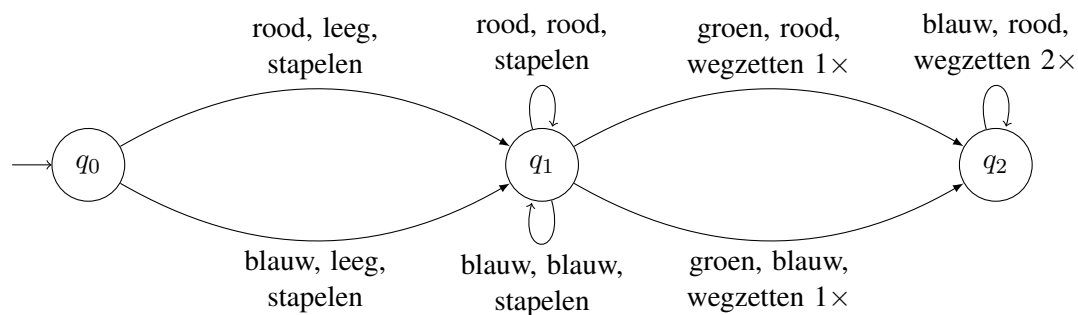 rood, leeg,
stapelen
rood, rood,
stapelen
groen, rood,
wegzetten 1×
blauw, rood,
wegzetten 2×
q0
q1
q2
blauw, leeg,
stapelen
blauw, blauw,
stapelen
groen, blauw,
wegzetten 1×